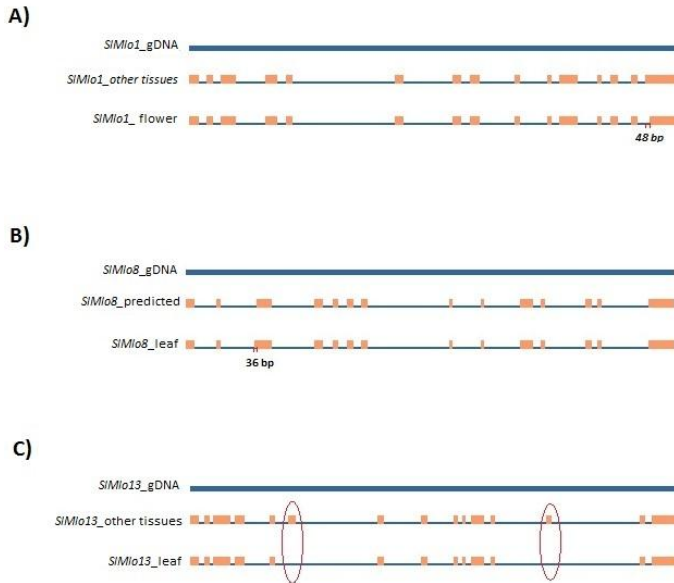 A)
SlMlo1_gDNA
SlMlo1_other tissues
SlMlo1_ flower
48 bp
B)
SlMlo8_gDNA
SlMlo8_predicted
SlMlo8_leaf
36 bp
C)
SlMlo13_gDNA
SlMlo13_other tissues
SlMlo13_leaf